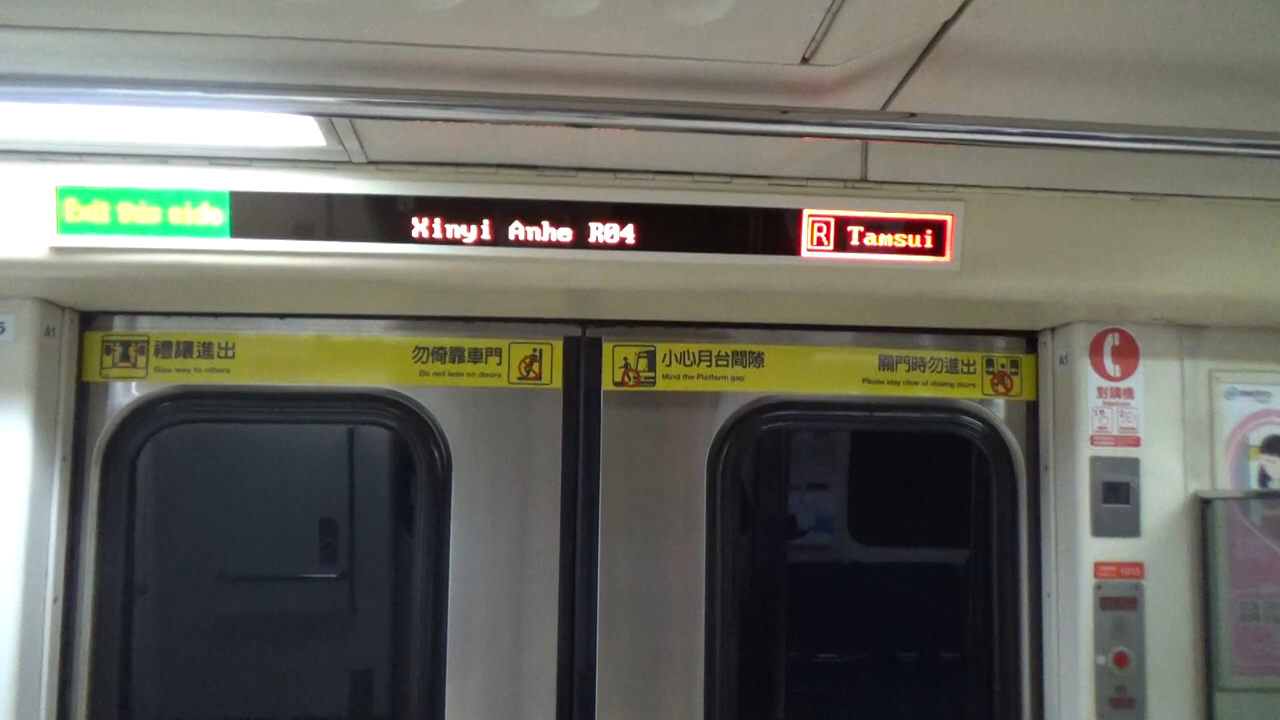 Exit this side
Xinyi Anhe R04
R Tamsui
A1
禮讓進出
Give way to others
勿倚靠車門
Do not lean on doors
小心月台間隙
Mind the Platform gap
關門時勿進出
Please stay clear of closing doors
A1
對講機